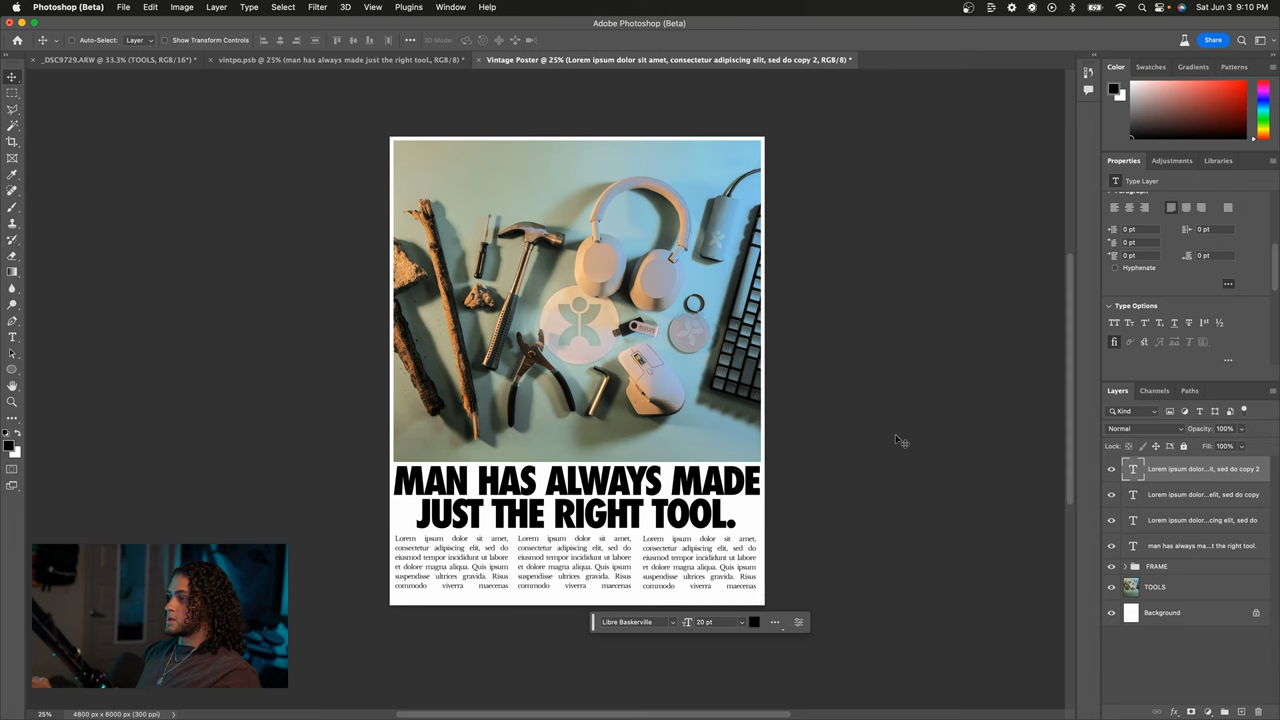 Photoshop (Beta) File Edit Image Layer Type Select Filter 3D View Plugins Window Help Sat Jun 3 9:10 PM
Adobe Photoshop (Beta)
Auto-Select: Layer Show Transform Controls 3D Mode: Share
_DSC9729.ARW @ 33.3% (TOOLS, RGB/16*) * vintpo.psb @ 25% (man has always made just the right tool., RGB/8) * Vintage Poster @ 25% (Lorem ipsum dolor sit amet, consectetur adipiscing elit, sed do copy 2, RGB/8) *
Color Swatches Gradients Patterns
Properties Adjustments Libraries
Type Layer
Paragraph
0 pt 0 pt
0 pt
0 pt 0 pt
Hyphenate
Type Options
Layers Channels Paths
Kind
Normal Opacity: 100%
Lock: Fill: 100%
Lorem ipsum dolor...it, sed do copy 2
Lorem ipsum dolor...elit, sed do copy
Lorem ipsum dolor...cing elit, sed do
man has always ma...t the right tool.
FRAME
TOOLS
Background
MAN HAS ALWAYS MADE
JUST THE RIGHT TOOL.
Lorem ipsum dolor sit amet,
consectetur adipiscing elit, sed do
eiusmod tempor incididunt ut labore
et dolore magna aliqua. Quis ipsum
suspendisse ultrices gravida. Risus
commodo viverra maecenas
Lorem ipsum dolor sit amet,
consectetur adipiscing elit, sed do
eiusmod tempor incididunt ut labore
et dolore magna aliqua. Quis ipsum
suspendisse ultrices gravida. Risus
commodo viverra maecenas
Lorem ipsum dolor sit amet,
consectetur adipiscing elit, sed do
eiusmod tempor incididunt ut labore
et dolore magna aliqua. Quis ipsum
suspendisse ultrices gravida. Risus
commodo viverra maecenas
Libre Baskerville 20 pt
25% 4800 px x 6000 px (300 ppi)